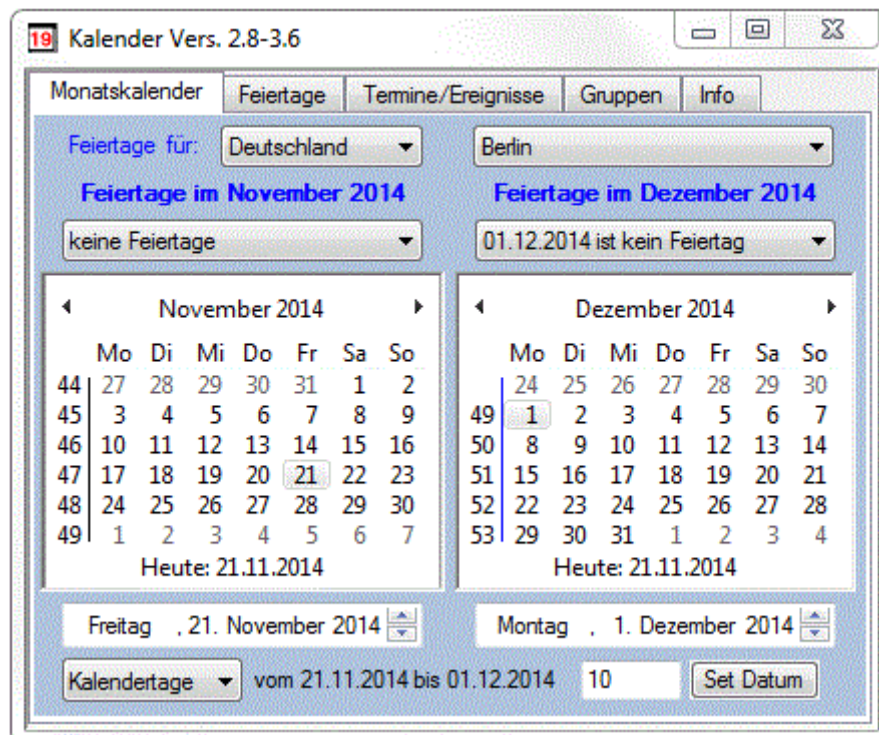 19 Kalender Vers. 2.8-3.6
Monatskalender Feiertage Termine/Ereignisse Gruppen Info
Feiertage für: Deutschland Berlin
Feiertage im November 2014 Feiertage im Dezember 2014
keine Feiertage 01.12.2014 ist kein Feiertag
November 2014 Dezember 2014
Mo Di Mi Do Fr Sa So Mo Di Mi Do Fr Sa So
44 27 28 29 30 31 1 2 24 25 26 27 28 29 30
45 3 4 5 6 7 8 9 49 1 2 3 4 5 6 7
46 10 11 12 13 14 15 16 50 8 9 10 11 12 13 14
47 17 18 19 20 21 22 23 51 15 16 17 18 19 20 21
48 24 25 26 27 28 29 30 52 22 23 24 25 26 27 28
49 1 2 3 4 5 6 7 53 29 30 31 1 2 3 4
Heute: 21.11.2014 Heute: 21.11.2014
Freitag , 21. November 2014 Montag , 1. Dezember 2014
Kalendertage vom 21.11.2014 bis 01.12.2014 10 Set Datum